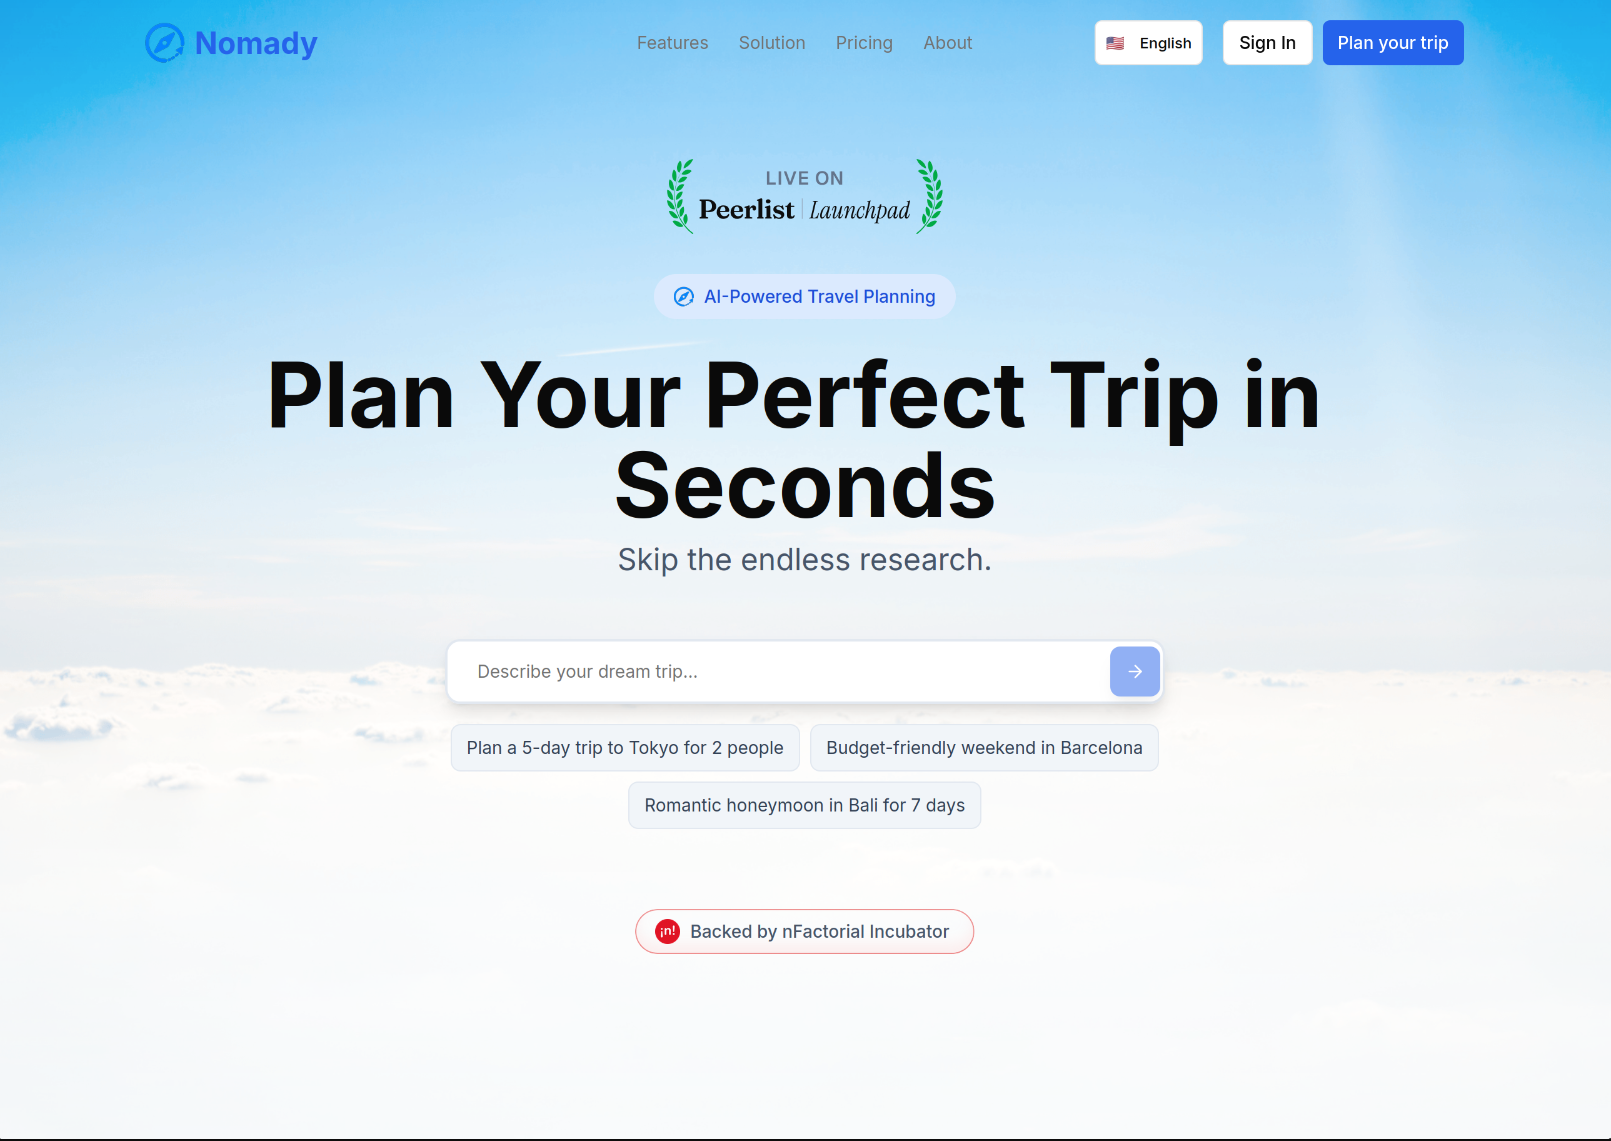 Nomady
Features
Solution
Pricing
About
English
Sign In
Plan your trip
LIVE ON
Peerlist | Launchpad
AI-Powered Travel Planning
Plan Your Perfect Trip in
Seconds
Skip the endless research.
Describe your dream trip...
Plan a 5-day trip to Tokyo for 2 people
Budget-friendly weekend in Barcelona
Romantic honeymoon in Bali for 7 days
¡n! Backed by nFactorial Incubator